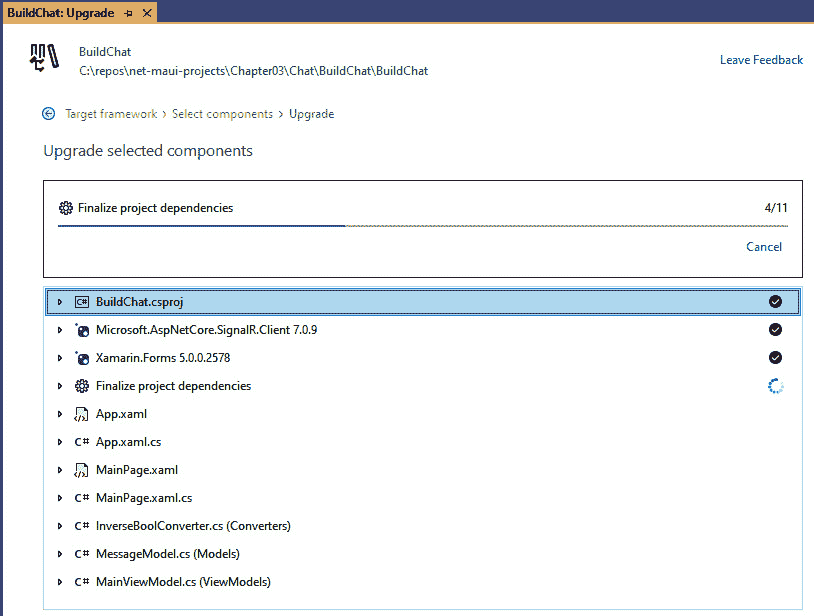 BuildChat: Upgrade
BuildChat
C:\repos\net-maui-projects\Chapter03\Chat\BuildChat\BuildChat
Leave Feedback
Target framework > Select components > Upgrade
Upgrade selected components
Finalize project dependencies 4/11
Cancel
C# BuildChat.csproj
Microsoft.AspNetCore.SignalR.Client 7.0.9
Xamarin.Forms 5.0.0.2578
Finalize project dependencies
App.xaml
C# App.xaml.cs
MainPage.xaml
C# MainPage.xaml.cs
C# InverseBoolConverter.cs (Converters)
C# MessageModel.cs (Models)
C# MainViewModel.cs (ViewModels)